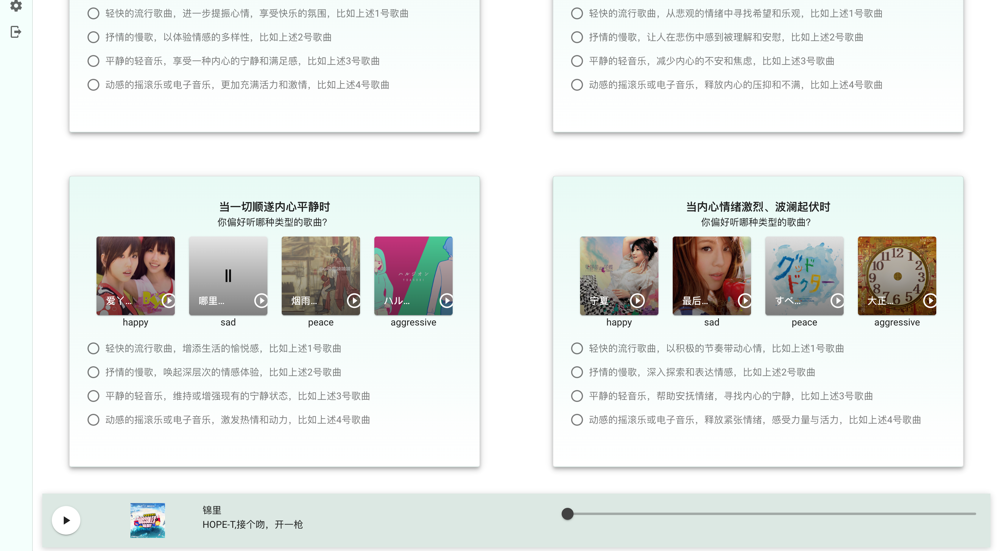 轻快的流行歌曲，进一步提振心情，享受快乐的氛围，比如上述1号歌曲
抒情的慢歌，以体验情感的多样性，比如上述2号歌曲
平静的轻音乐，享受一种内心的宁静和满足感，比如上述3号歌曲
动感的摇滚乐或电子音乐，更加充满活力和激情，比如上述4号歌曲
轻快的流行歌曲，从悲观的情绪中寻找希望和乐观，比如上述1号歌曲
抒情的慢歌，让人在悲伤中感到被理解和安慰，比如上述2号歌曲
平静的轻音乐，减少内心的不安和焦虑，比如上述3号歌曲
动感的摇滚乐或电子音乐，释放内心的压抑和不满，比如上述4号歌曲
当一切顺遂内心平静时
你偏好听哪种类型的歌曲?
爱丫...
哪里...
烟雨...
ハルジオン
YOASOBI
ハル...
happy
sad
peace
aggressive
轻快的流行歌曲，增添生活的愉悦感，比如上述1号歌曲
抒情的慢歌，唤起深层次的情感体验，比如上述2号歌曲
平静的轻音乐，维持或增强现有的宁静状态，比如上述3号歌曲
动感的摇滚乐或电子音乐，激发热情和动力，比如上述4号歌曲
当内心情绪激烈、波澜起伏时
你偏好听哪种类型的歌曲?
宁夏
最后...
グッド
ドクター
すべ...
YOASOBI
12 1 2 3 4 5 6 7 8 9 10 11
大正...
happy
sad
peace
aggressive
轻快的流行歌曲，以积极的节奏带动心情，比如上述1号歌曲
抒情的慢歌，深入探索和表达情感，比如上述2号歌曲
平静的轻音乐，帮助安抚情绪，寻找内心的宁静，比如上述3号歌曲
动感的摇滚乐或电子音乐，释放紧张情绪，感受力量与活力，比如上述4号歌曲
锦里
HOPE-T,接个吻，开一枪